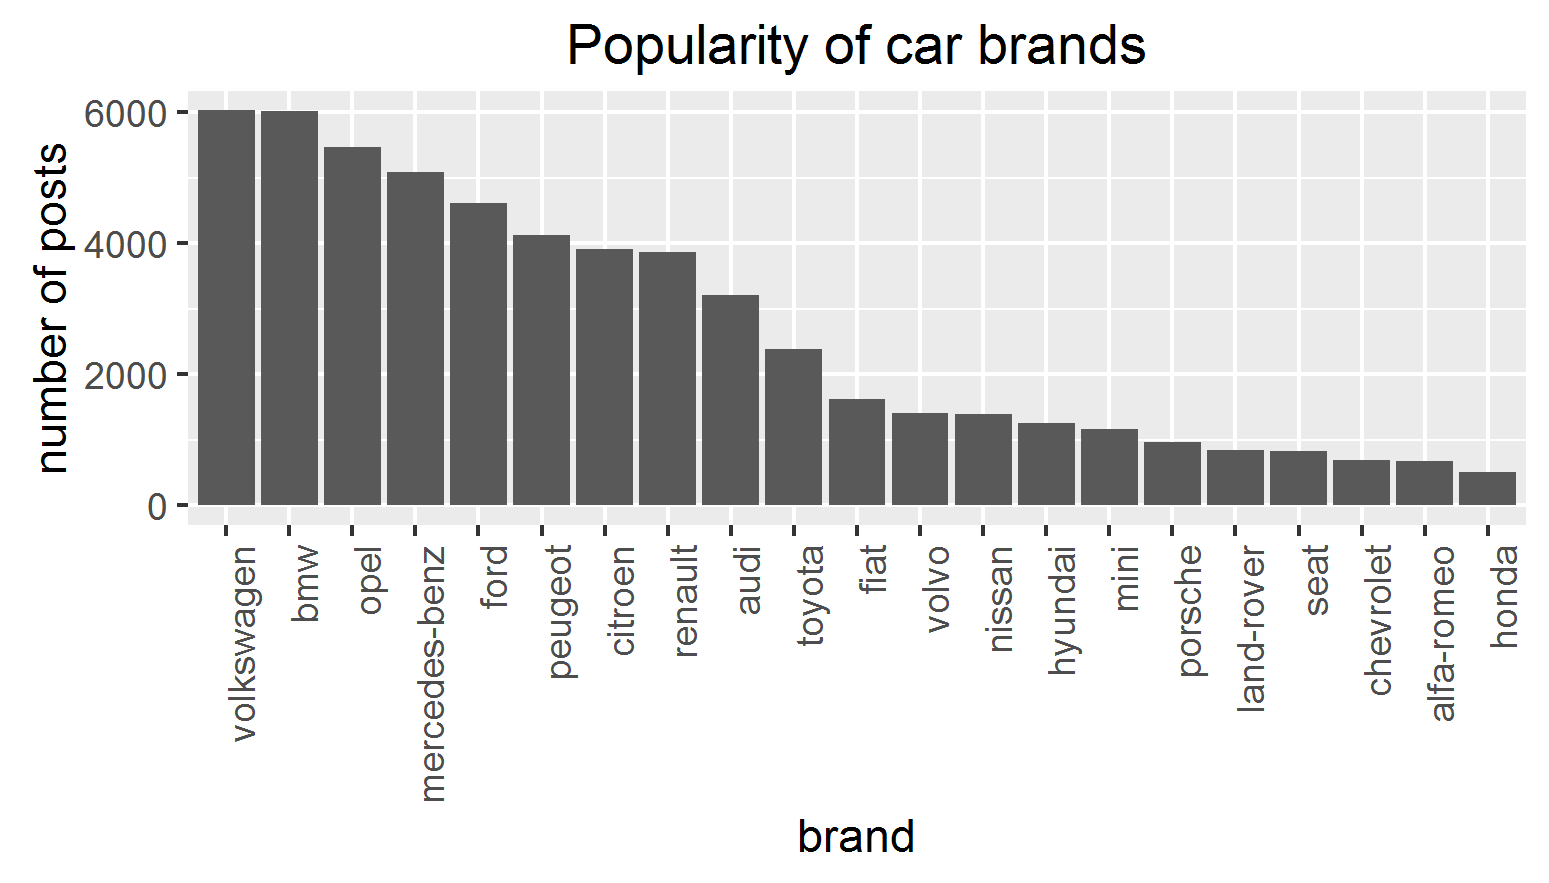 Popularity of car brands
number of posts
6000
4000
2000
0
volkswagen
bmw
opel
mercedes-benz
ford
peugeot
citroen
renault
audi
toyota
fiat
volvo
nissan
hyundai
mini
porsche
land-rover
seat
chevrolet
alfa-romeo
honda
brand